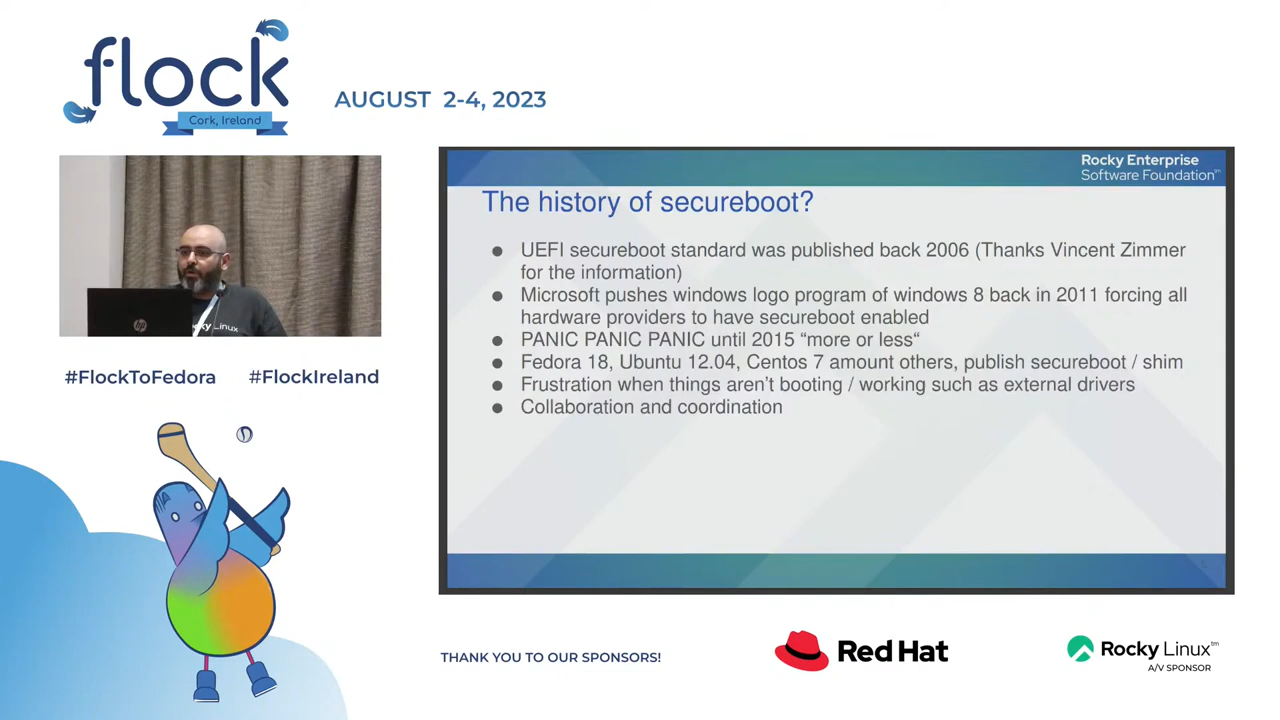 flock
Cork, Ireland
AUGUST 2-4, 2023
Rocky Enterprise
Software Foundation™
The history of secureboot?
● UEFI secureboot standard was published back 2006 (Thanks Vincent Zimmer
for the information)
● Microsoft pushes windows logo program of windows 8 back in 2011 forcing all
hardware providers to have secureboot enabled
● PANIC PANIC PANIC until 2015 “more or less“
● Fedora 18, Ubuntu 12.04, Centos 7 amount others, publish secureboot / shim
● Frustration when things aren’t booting / working such as external drivers
● Collaboration and coordination
hp
Rocky Linux
#FlockToFedora #FlockIreland
THANK YOU TO OUR SPONSORS!
Red Hat
Rocky Linux™
A/V SPONSOR